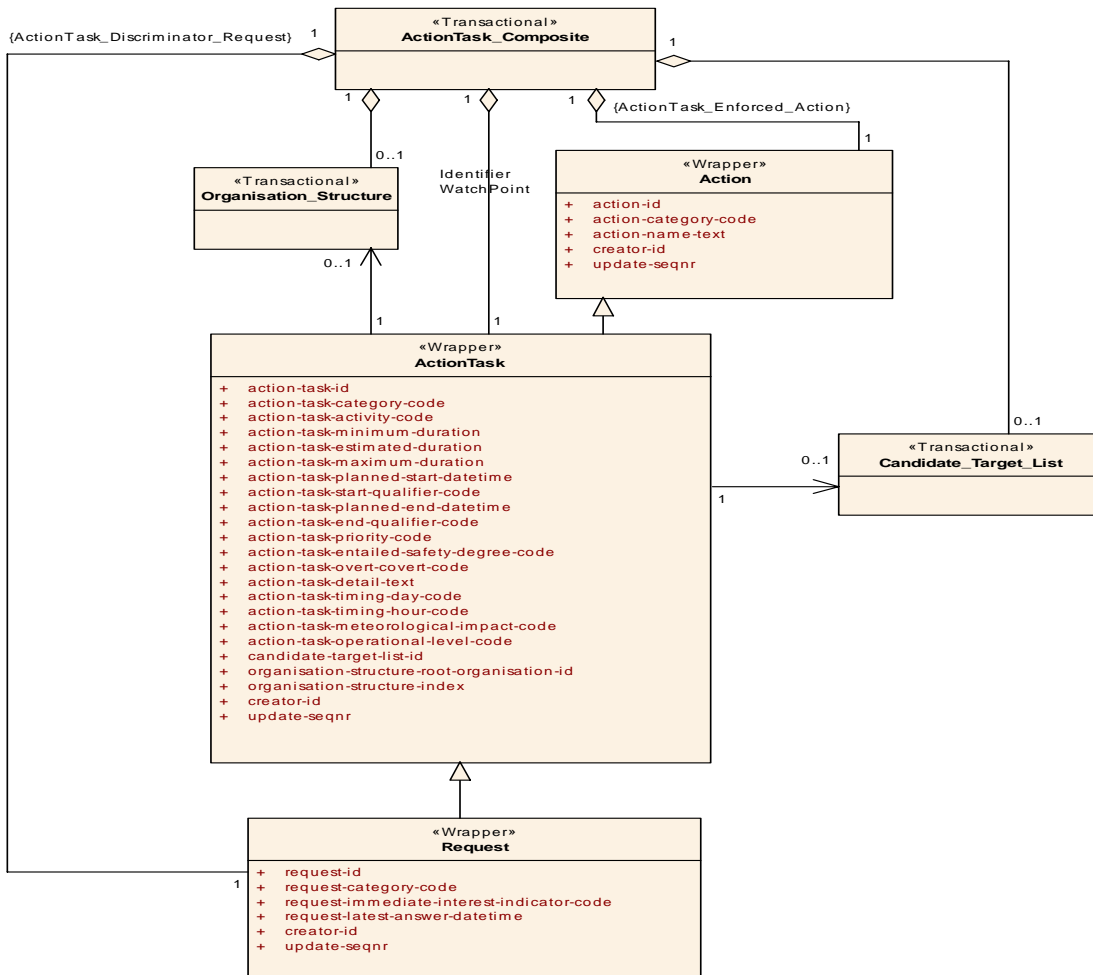 «Transactional»
ActionTask_Composite
{ActionTask_Discriminator_Request}
1
1
1
1
1
{ActionTask_Enforced_Action}
1
0..1
«Transactional»
Organisation_Structure
Identifier
WatchPoint
«Wrapper»
Action
+ action-id
+ action-category-code
+ action-name-text
+ creator-id
+ update-seqnr
0..1
1
1
«Wrapper»
ActionTask
+ action-task-id
+ action-task-category-code
+ action-task-activity-code
+ action-task-minimum-duration
+ action-task-estimated-duration
+ action-task-maximum-duration
+ action-task-planned-start-datetime
+ action-task-start-qualifier-code
+ action-task-planned-end-datetime
+ action-task-end-qualifier-code
+ action-task-priority-code
+ action-task-entailed-safety-degree-code
+ action-task-overt-covert-code
+ action-task-detail-text
+ action-task-timing-day-code
+ action-task-timing-hour-code
+ action-task-meteorological-impact-code
+ action-task-operational-level-code
+ candidate-target-list-id
+ organisation-structure-root-organisation-id
+ organisation-structure-index
+ creator-id
+ update-seqnr
0..1
0..1
1
«Transactional»
Candidate_Target_List
«Wrapper»
Request
1
+ request-id
+ request-category-code
+ request-immediate-interest-indicator-code
+ request-latest-answer-datetime
+ creator-id
+ update-seqnr